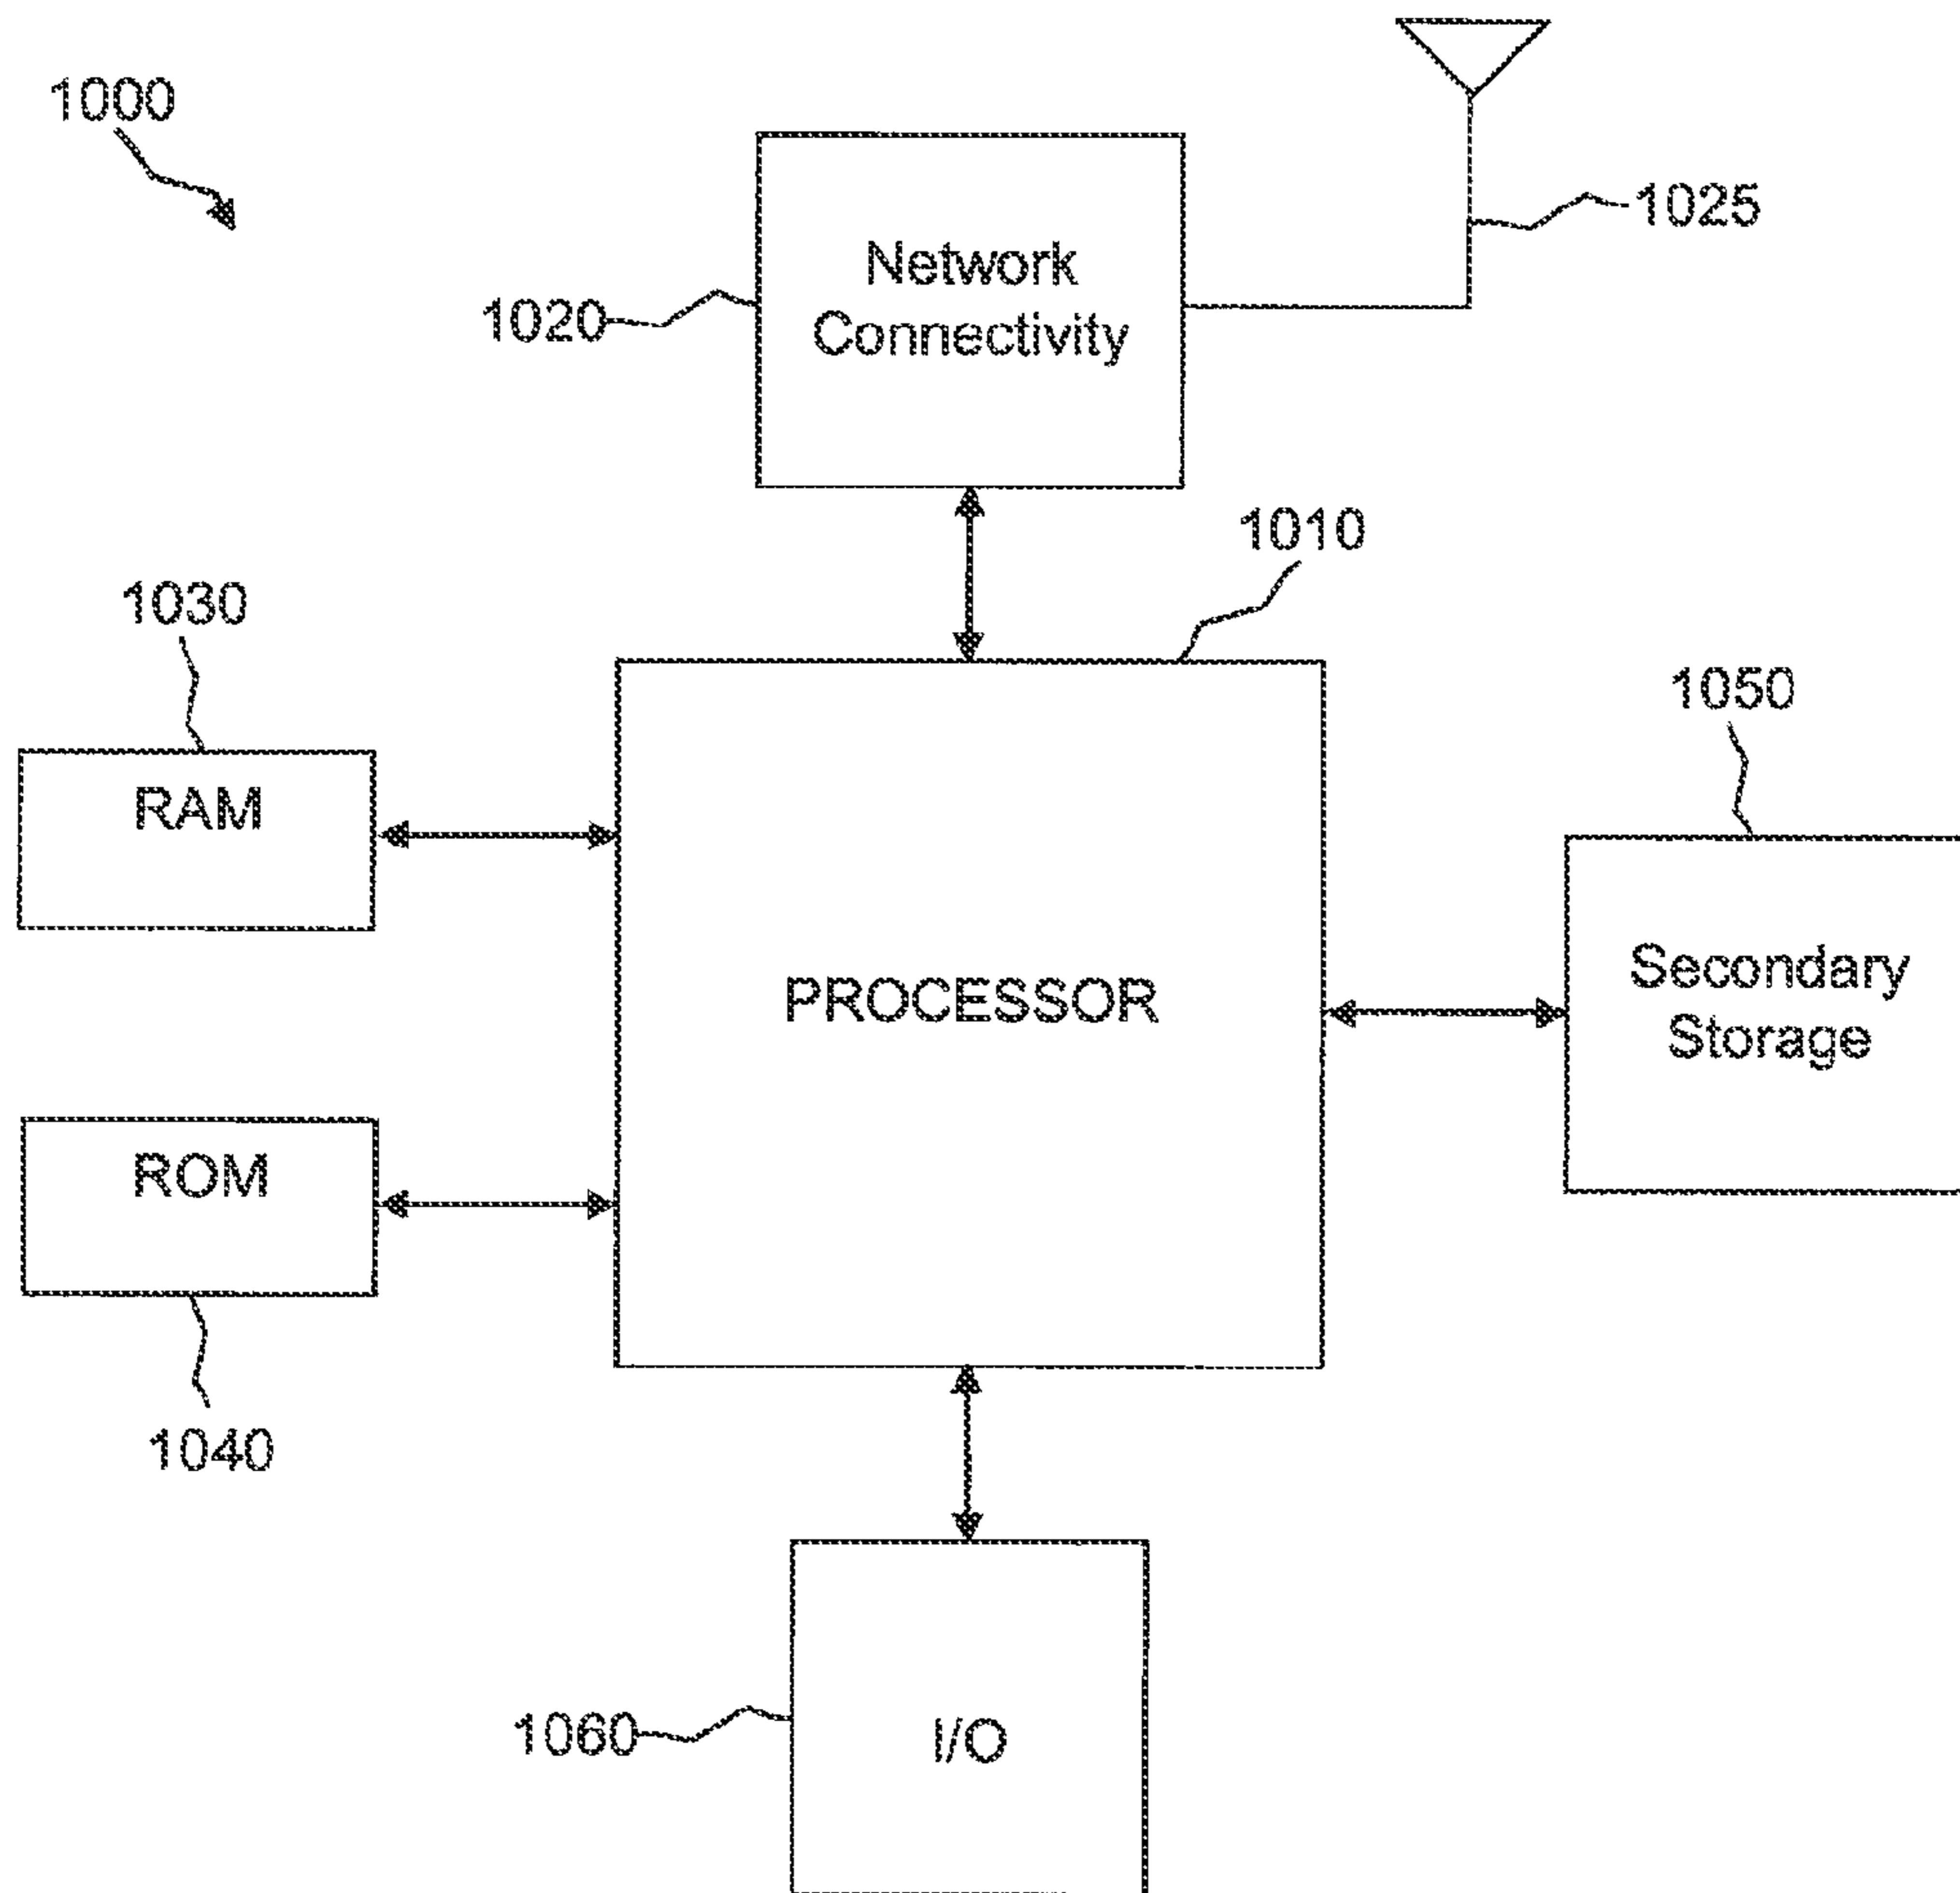 1000
1025
Network
Connectivity
1020
1010
1030
1050
RAM
PROCESSOR
Secondary
Storage
ROM
1040
1060
I/O